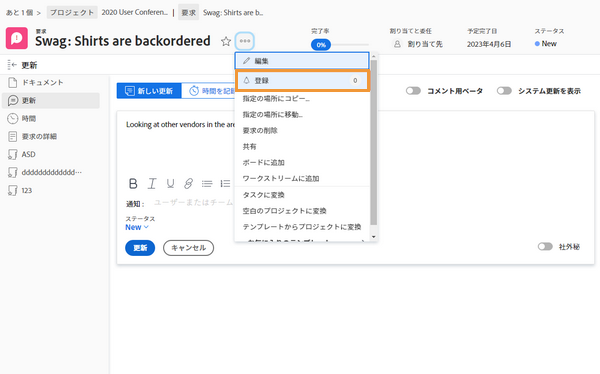 あと 1 個 > プロジェクト 2020 User Conferen... | 要求 Swag: Shirts are b..
要求
Swag: Shirts are backordered
完了率
0%
割り当てと委任
割り当て先
予定完了日
2023年4月6日
ステータス
New
更新
ドキュメント
更新
時間
要求の詳細
ASD
ddddddddddddd…
123
新しい更新
時間を記録
コメント用ベータ
システム更新を表示
Looking at other vendors in the are
B I U
通知 :
ユーザーまたはチーム
ステータス
New
更新
キャンセル
社外秘
編集
登録 0
指定の場所にコピー...
指定の場所に移動...
要求の削除
共有
ボードに追加
ワークストリームに追加
タスクに変換
空白のプロジェクトに変換
テンプレートからプロジェクトに変換